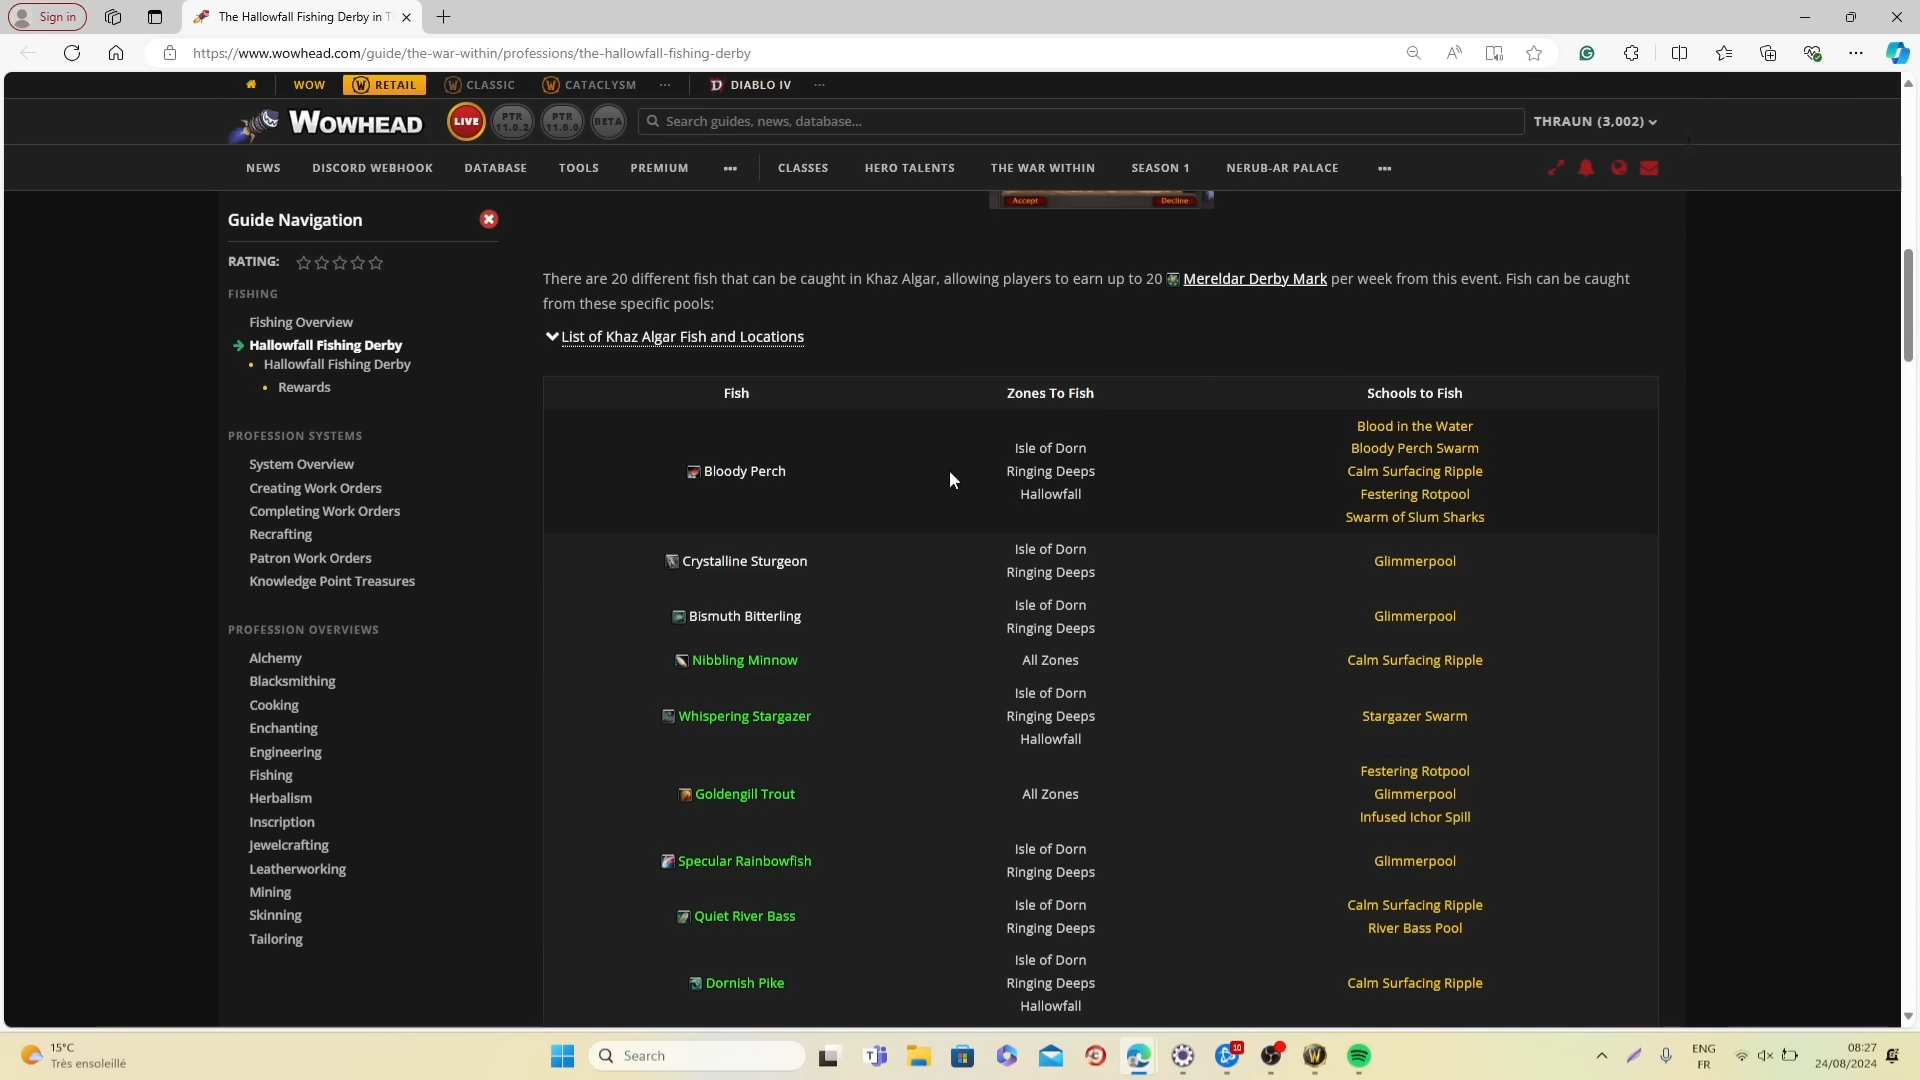 Sign in
The Hallowfall Fishing Derby in T
https://www.wowhead.com/guide/the-war-within/professions/the-hallowfall-fishing-derby
WOW
RETAIL
CLASSIC
CATACLYSM
DIABLO IV
WOWHEAD
LIVE
PTR 11.0.2
PTR 11.0.0
BETA
Search guides, news, database...
THRAUN (3,002)
NEWS
DISCORD WEBHOOK
DATABASE
TOOLS
PREMIUM
CLASSES
HERO TALENTS
THE WAR WITHIN
SEASON 1
NERUB-AR PALACE
Accept
Decline
Guide Navigation
RATING:
FISHING
Fishing Overview
Hallowfall Fishing Derby
Hallowfall Fishing Derby
Rewards
PROFESSION SYSTEMS
System Overview
Creating Work Orders
Completing Work Orders
Recrafting
Patron Work Orders
Knowledge Point Treasures
PROFESSION OVERVIEWS
Alchemy
Blacksmithing
Cooking
Enchanting
Engineering
Fishing
Herbalism
Inscription
Jewelcrafting
Leatherworking
Mining
Skinning
Tailoring
There are 20 different fish that can be caught in Khaz Algar, allowing players to earn up to 20 Mereldar Derby Mark per week from this event. Fish can be caught
from these specific pools:
List of Khaz Algar Fish and Locations
Fish
Zones To Fish
Schools to Fish
Bloody Perch
Isle of Dorn
Ringing Deeps
Hallowfall
Blood in the Water
Bloody Perch Swarm
Calm Surfacing Ripple
Festering Rotpool
Swarm of Slum Sharks
Crystalline Sturgeon
Isle of Dorn
Ringing Deeps
Glimmerpool
Bismuth Bitterling
Isle of Dorn
Ringing Deeps
Glimmerpool
Nibbling Minnow
All Zones
Calm Surfacing Ripple
Whispering Stargazer
Isle of Dorn
Ringing Deeps
Hallowfall
Stargazer Swarm
Goldengill Trout
All Zones
Festering Rotpool
Glimmerpool
Infused Ichor Spill
Specular Rainbowfish
Isle of Dorn
Ringing Deeps
Glimmerpool
Quiet River Bass
Isle of Dorn
Ringing Deeps
Calm Surfacing Ripple
River Bass Pool
Dornish Pike
Isle of Dorn
Ringing Deeps
Hallowfall
Calm Surfacing Ripple
15°C
Très ensoleillé
Search
10
ENG
FR
08:27
24/08/2024